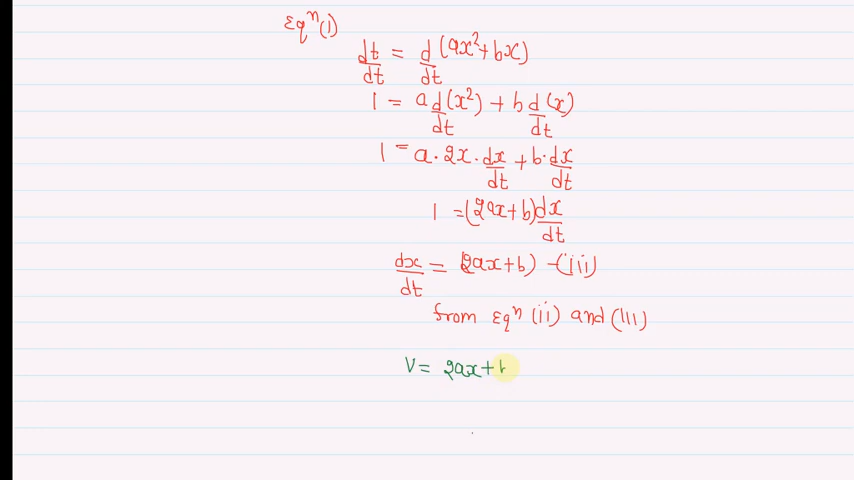 Eqⁿ(i)
dt/dt = d/dt (ax²+bx)
1 = a d/dt (x²) + b d/dt (x)
1 = a · 2x · dx/dt + b · dx/dt
1 = (2ax+b) dx/dt
dx/dt = (2ax+b) –(iii)
from Eqⁿ (ii) and (III)
V = 2ax+